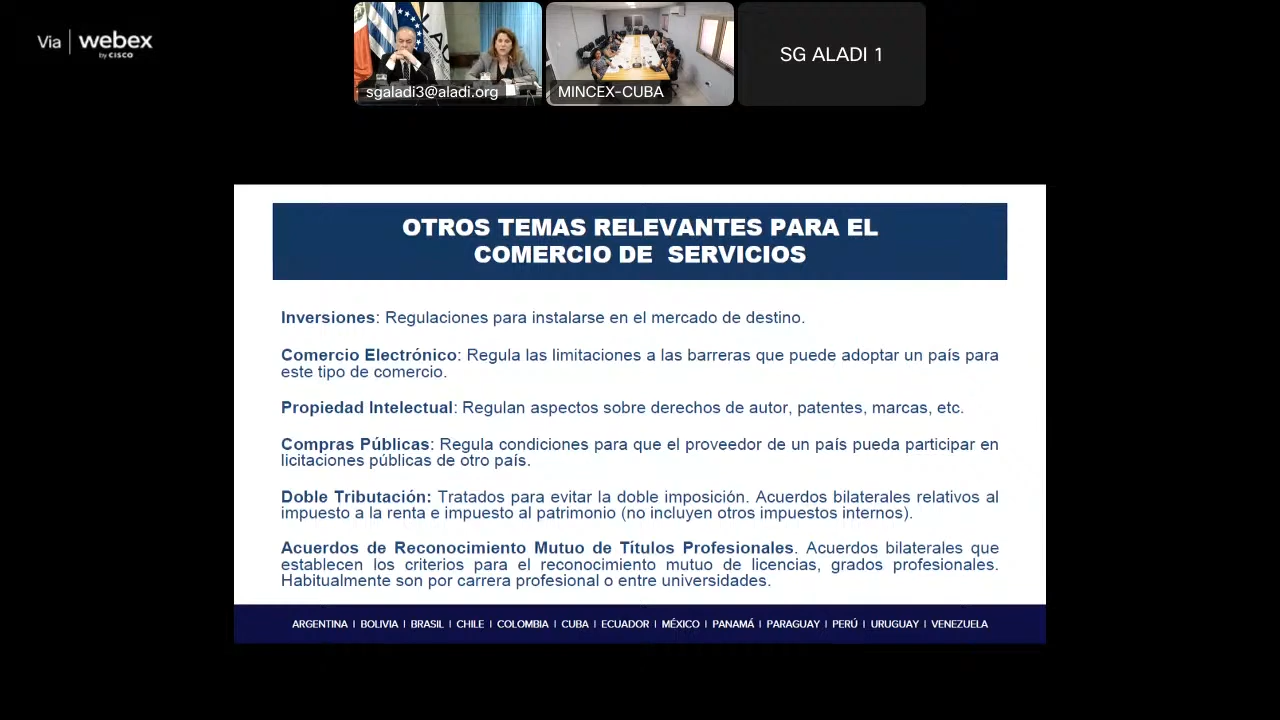 Via | webex
by CISCO
sgaladi3@aladi.org
MINCEX-CUBA
SG ALADI 1
OTROS TEMAS RELEVANTES PARA EL
COMERCIO DE SERVICIOS
Inversiones: Regulaciones para instalarse en el mercado de destino.
Comercio Electrónico: Regula las limitaciones a las barreras que puede adoptar un país para
este tipo de comercio.
Propiedad Intelectual: Regulan aspectos sobre derechos de autor, patentes, marcas, etc.
Compras Públicas: Regula condiciones para que el proveedor de un país pueda participar en
licitaciones públicas de otro país.
Doble Tributación: Tratados para evitar la doble imposición. Acuerdos bilaterales relativos al
impuesto a la renta e impuesto al patrimonio (no incluyen otros impuestos internos).
Acuerdos de Reconocimiento Mutuo de Títulos Profesionales. Acuerdos bilaterales que
establecen los criterios para el reconocimiento mutuo de licencias, grados profesionales.
Habitualmente son por carrera profesional o entre universidades.
ARGENTINA | BOLIVIA | BRASIL | CHILE | COLOMBIA | CUBA | ECUADOR | MÉXICO | PANAMÁ | PARAGUAY | PERÚ | URUGUAY | VENEZUELA